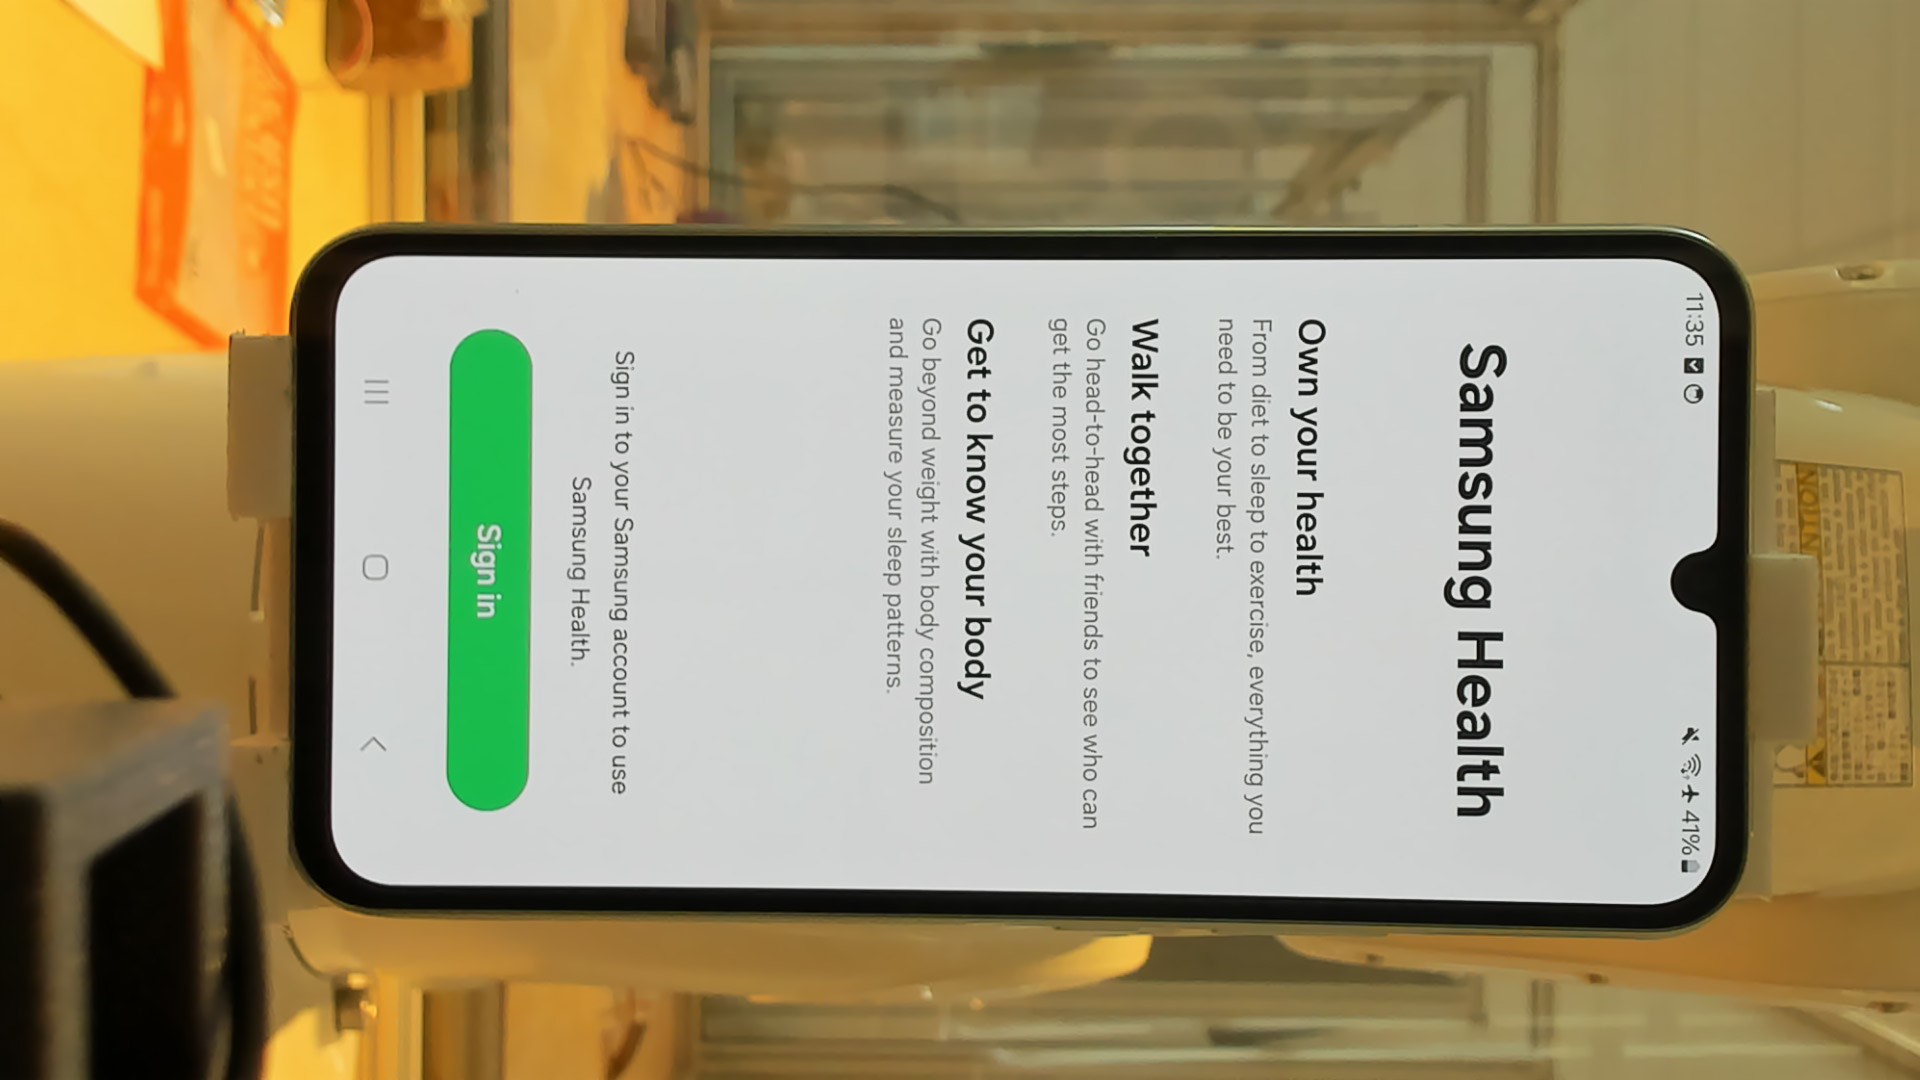 11:35
41%
Samsung Health
Own your health
From diet to sleep to exercise, everything you
need to be your best.
Walk together
Go head-to-head with friends to see who can
get the most steps.
Get to know your body
Go beyond weight with body composition
and measure your sleep patterns.
Sign in to your Samsung account to use
Samsung Health.
Sign in